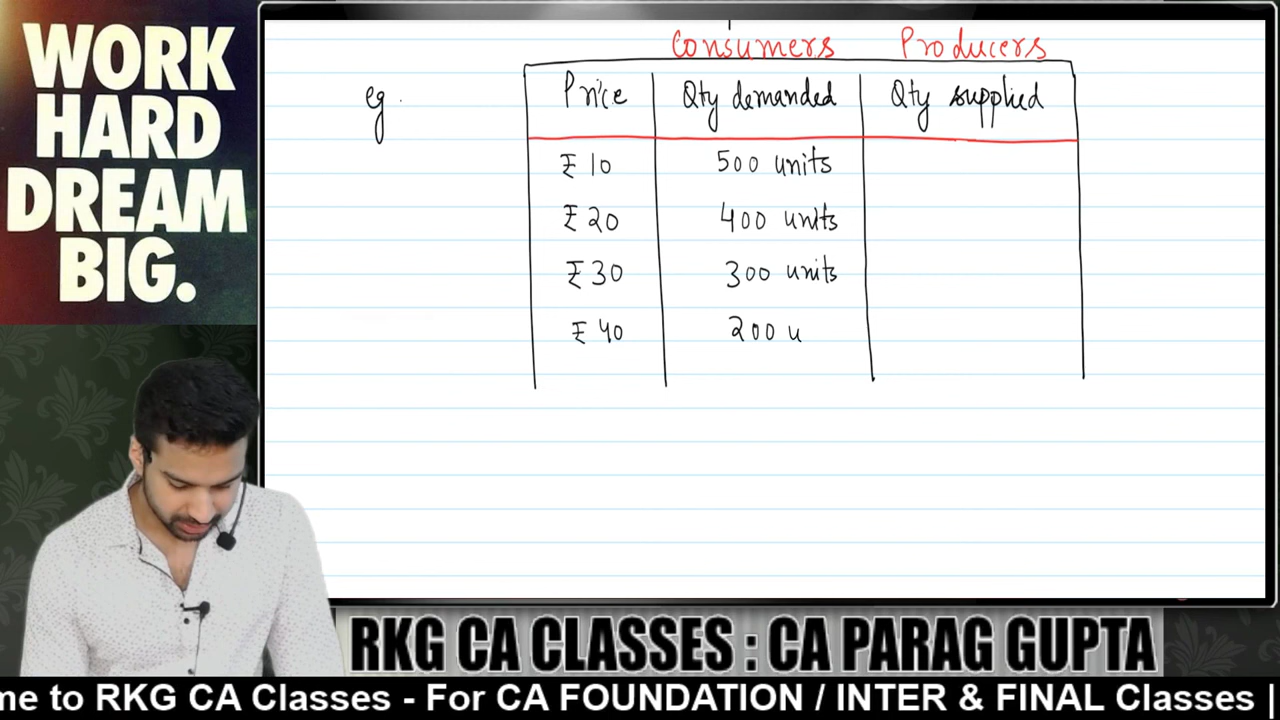 WORK
HARD
DREAM
BIG.
Consumers Producers
eg. Price Qty demanded Qty supplied
₹ 10 500 units
₹ 20 400 units
₹ 30 300 units
₹ 40 200 u
RKG CA CLASSES : CA PARAG GUPTA
me to RKG CA Classes - For CA FOUNDATION / INTER & FINAL Classes |